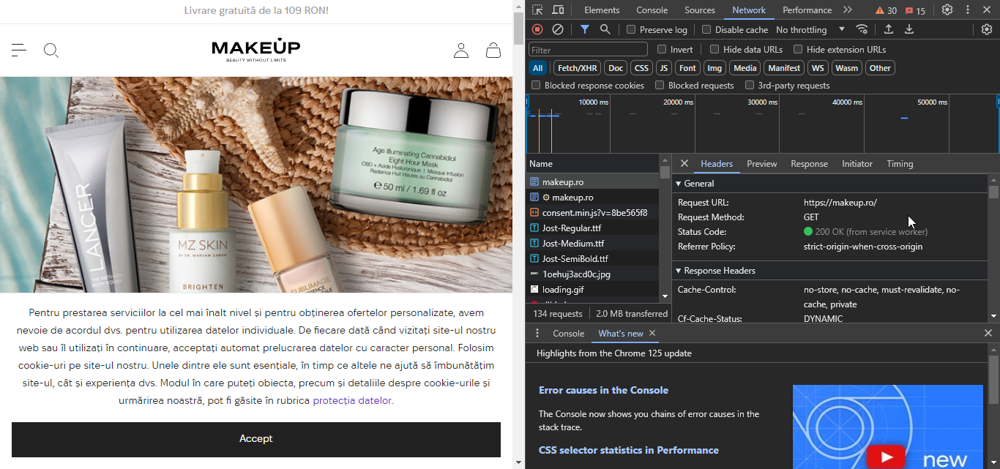 Livrare gratuită de la 109 RON!
MAKEUP
BEAUTY WITHOUT LIMITS
LANCER
THE METHOD:
BODY POLISH
MZ SKIN
BY DR. MARYAM ZAMANI
BRIGHTEN
SUBLIMAGE
Age Illuminating Cannabidiol
Eight Hour Mask
CBD + Acide Hyaluronique | Masque Infusion
Radiance Huit Heures au Cannabidiol
℮ 50 ml / 1.69 fl oz
Pentru prestarea serviciilor la cel mai înalt nivel și pentru obținerea ofertelor personalizate, avem
nevoie de acordul dvs. pentru utilizarea datelor individuale. De fiecare dată când vizitați site-ul nostru
web sau îl utilizați în continuare, acceptați automat prelucrarea datelor cu caracter personal. Folosim
cookie-uri pe site-ul nostru. Unele dintre ele sunt esențiale, în timp ce altele ne ajută să îmbunătățim
site-ul, cât și experiența dvs. Modul în care puteți obiecta, precum și detaliile despre cookie-urile și
urmărirea noastră, pot fi găsite în rubrica protecția datelor.
Accept
Elements Console Sources Network Performance 30 15
Preserve log Disable cache No throttling
Filter Invert Hide data URLs Hide extension URLs
All Fetch/XHR Doc CSS JS Font Img Media Manifest WS Wasm Other
Blocked response cookies Blocked requests 3rd-party requests
10000 ms 20000 ms 30000 ms 40000 ms 50000 ms
Name
makeup.ro
makeup.ro
consent.min.js?v=8be565f8
Jost-Regular.ttf
Jost-Medium.ttf
Jost-SemiBold.ttf
1oehuj3acd0c.jpg
loading.gif
134 requests 2.0 MB transferred
Headers Preview Response Initiator Timing
General
Request URL: https://makeup.ro/
Request Method: GET
Status Code: 200 OK (from service worker)
Referrer Policy: strict-origin-when-cross-origin
Response Headers
Cache-Control: no-store, no-cache, must-revalidate, no-
cache, private
Cf-Cache-Status: DYNAMIC
Console What's new
Highlights from the Chrome 125 update
Error causes in the Console
The Console now shows you chains of error causes in the
stack trace.
CSS selector statistics in Performance
new